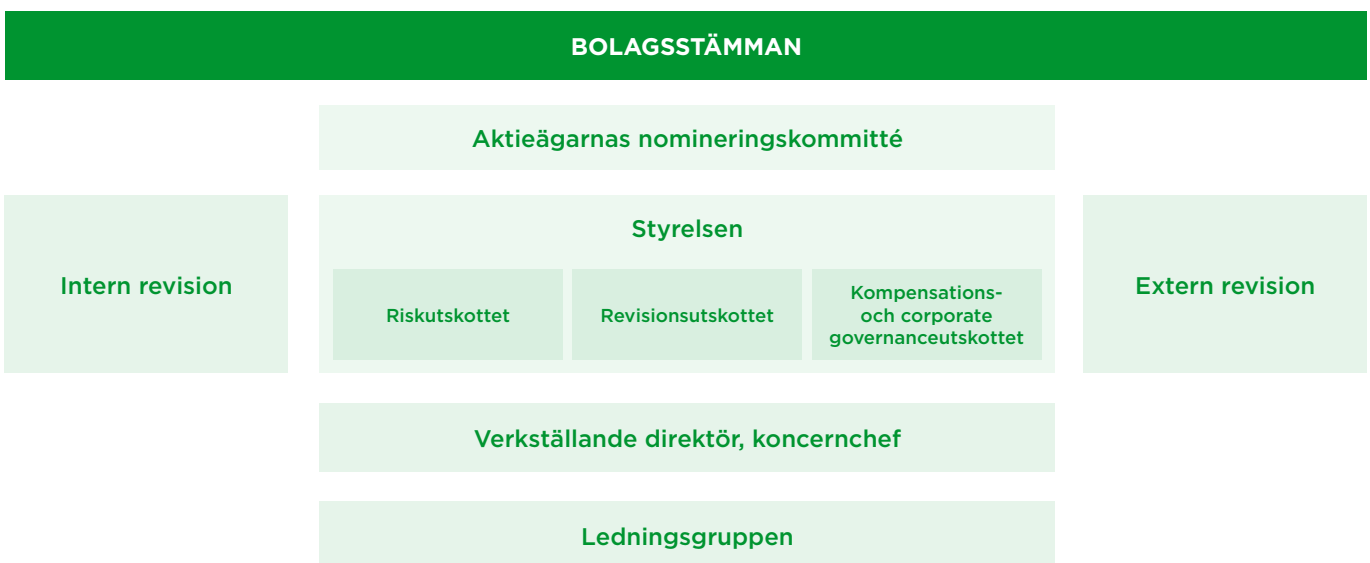 BOLAGSSTÄMMAN
Aktieägarnas nomineringskommitté
Intern revision
Styrelsen
Riskutskottet
Revisionsutskottet
Kompensations-
och corporate
governanceutskottet
Extern revision
Verkställande direktör, koncernchef
Ledningsgruppen